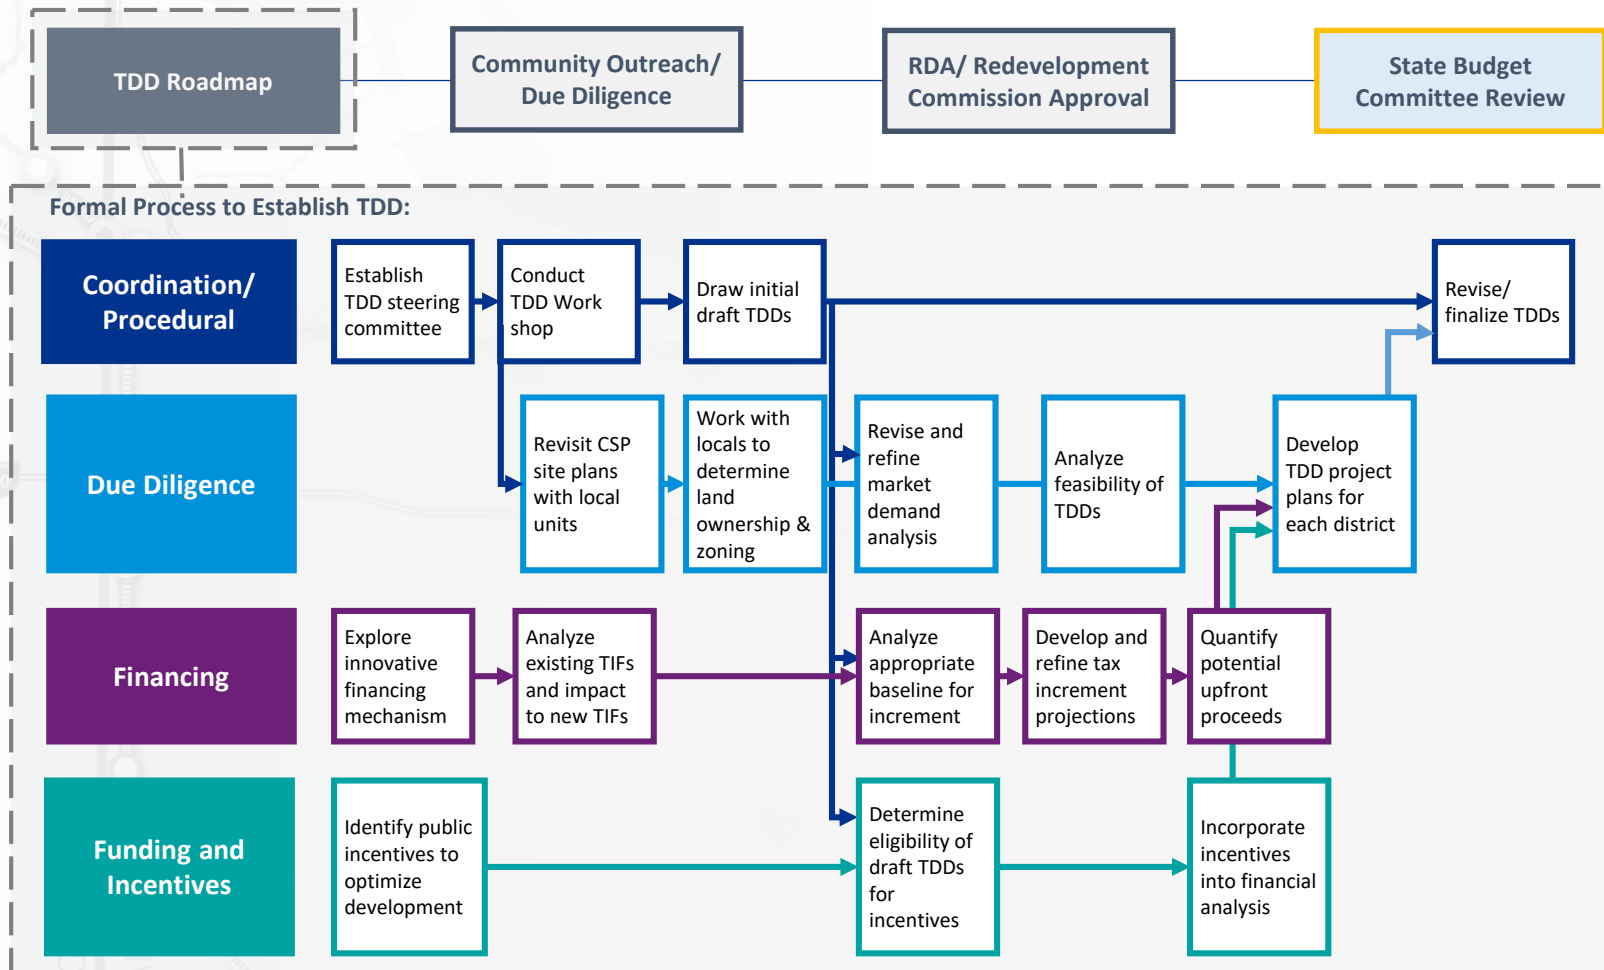 TDD Roadmap
Community Outreach/
Due Diligence
RDA/ Redevelopment
Commission Approval
State Budget
Committee Review
Formal Process to Establish TDD:
Coordination/
Procedural
Establish
TDD steering
committee
Conduct
TDD Work
shop
Draw initial
draft TDDs
Revise/
finalize TDDs
Due Diligence
Revisit CSP
site plans
with local
units
Work with
locals to
determine
land
ownership &
zoning
Revise and
refine
market
demand
analysis
Analyze
feasibility of
TDDs
Develop
TDD project
plans for
each district
Financing
Explore
innovative
financing
mechanism
Analyze
existing TIFs
and impact
to new TIFs
Analyze
appropriate
baseline for
increment
Develop and
refine tax
increment
projections
Quantify
potential
upfront
proceeds
Funding and
Incentives
Identify public
incentives to
optimize
development
Determine
eligibility of
draft TDDs
for
incentives
Incorporate
incentives
into financial
analysis